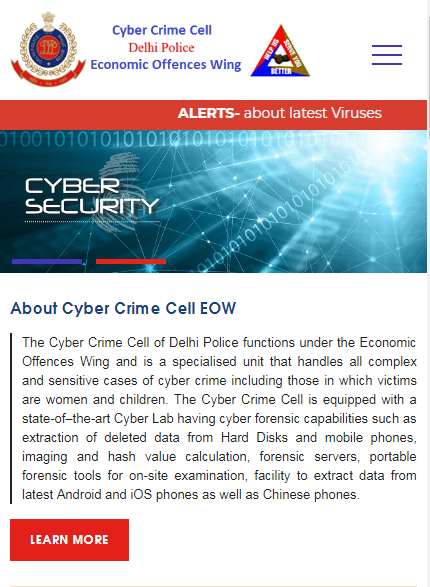 Cyber Crime Cell
Delhi Police
Economic Offences Wing
HELP US
SERVE YOU
BETTER
ALERTS- about latest Viruses
010010101010101010101010101
CYBER
SECURITY
About Cyber Crime Cell EOW
The Cyber Crime Cell of Delhi Police functions under the Economic
Offences Wing and is a specialised unit that handles all complex
and sensitive cases of cyber crime including those in which victims
are women and children. The Cyber Crime Cell is equipped with a
state-of–the-art Cyber Lab having cyber forensic capabilities such as
extraction of deleted data from Hard Disks and mobile phones,
imaging and hash value calculation, forensic servers, portable
forensic tools for on-site examination, facility to extract data from
latest Android and iOS phones as well as Chinese phones.
LEARN MORE